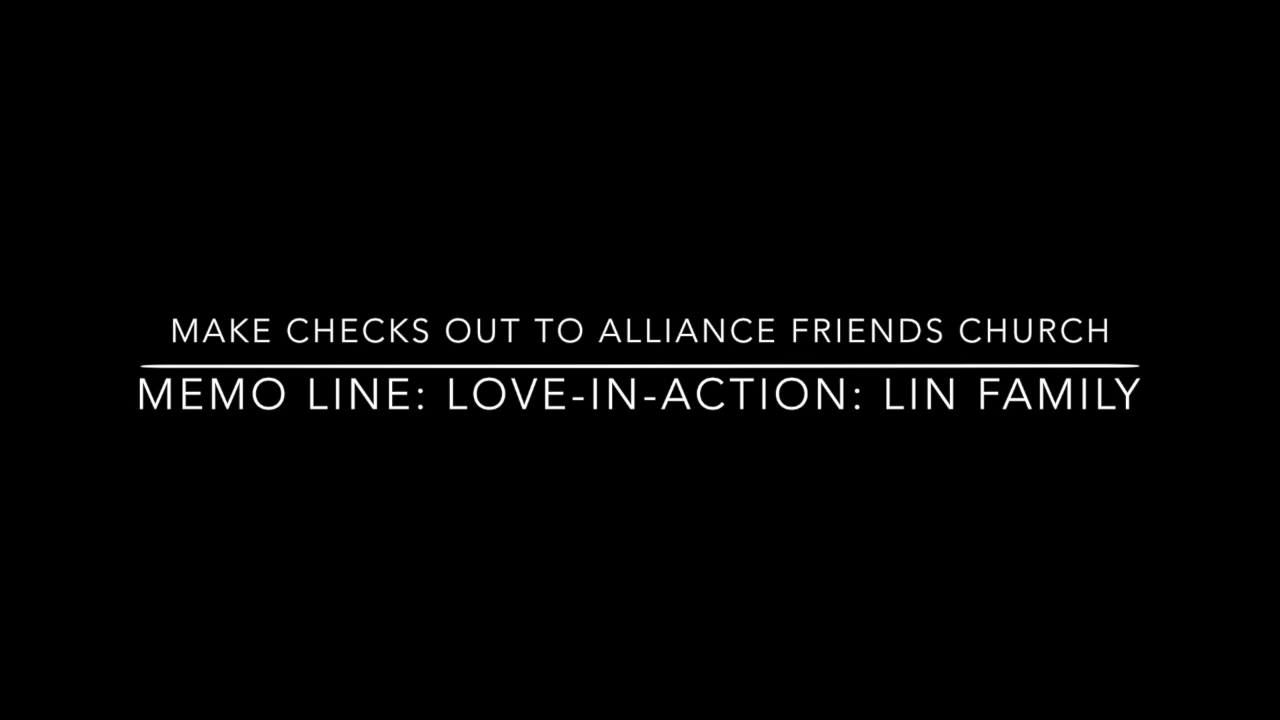 MAKE CHECKS OUT TO ALLIANCE FRIENDS CHURCH
MEMO LINE: LOVE-IN-ACTION: LIN FAMILY